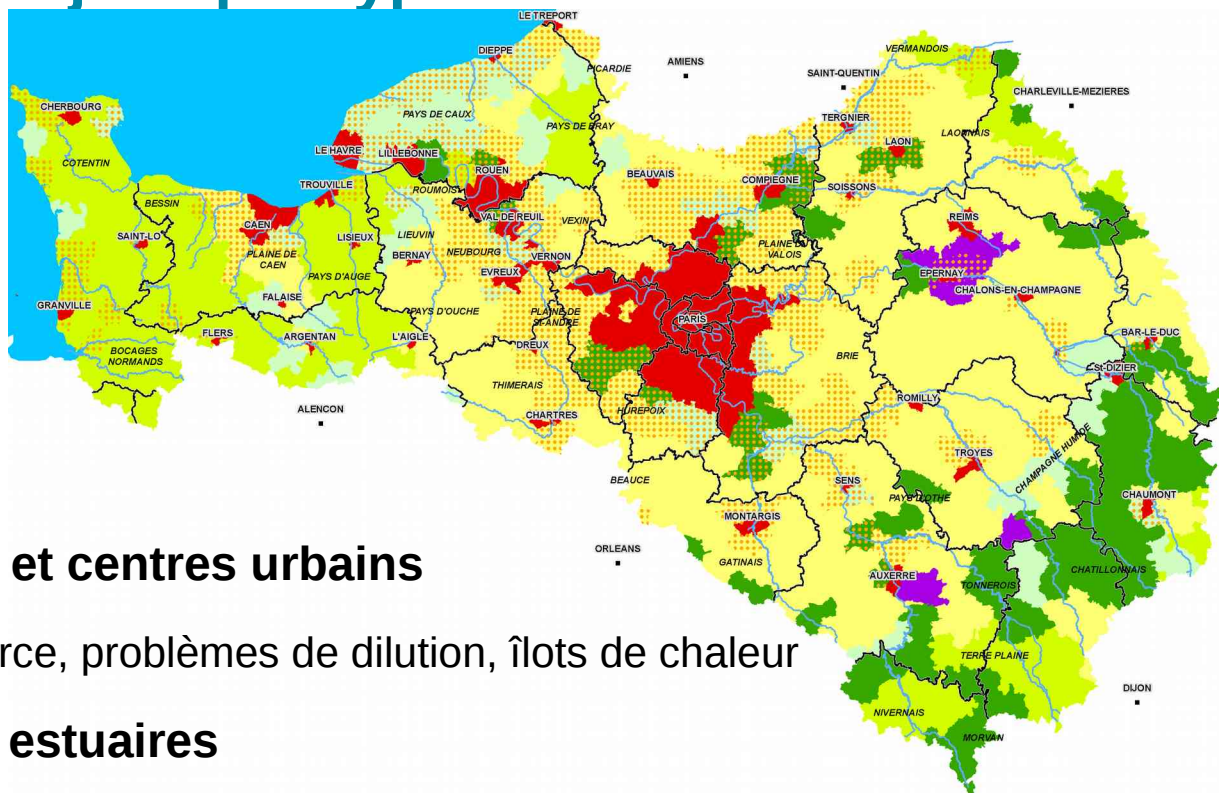 LE TREPORT
DIEPPE
PICARDIE
AMIENS
VERMANDOIS
SAINT-QUENTIN
CHARLEVILLE-MEZIERES
CHERBOURG
PAYS DE CAUX
PAYS DE BRAY
TERGNIER
LAON
LAONNAIS
COTENTIN
LE HAVRE
LILLEBONNE
ROUEN
BEAUVAIS
COMPIEGNE
SOISSONS
TROUVILLE
ROUMOIS
BESSIN
REIMS
CAEN
VAL DE REUIL
VEXIN
SAINT-LO
LISIEUX
LIEUVIN
NEUBOURG
PLAINE DU
VALOIS
PLAINE DE
CAEN
BERNAY
VERNON
EVREUX
PAYS D'AUGE
EPERNAY
CHALONS-EN-CHAMPAGNE
GRANVILLE
FALAISE
PAYS D'OUCHE
PLAINE DE
ST-ANDRE
PARIS
FLERS
ARGENTAN
L'AIGLE
DREUX
BRIE
BAR-LE-DUC
BOCAGES
NORMANDS
St-DIZIER
THIMERAIS
ROMILLY
ALENCON
CHARTRES
HUREPOIX
TROYES
CHAMPAGNE HUMIDE
BEAUCE
SENS
PAYS D'OTHE
CHAUMONT
MONTARGIS
ORLEANS
GATINAIS
AUXERRE
TONNEROIS
CHATILLONNAIS
et centres urbains
rce, problèmes de dilution, îlots de chaleur
TERRE PLAINE
DIJON
NIVERNAIS
MORVAN
estuaires